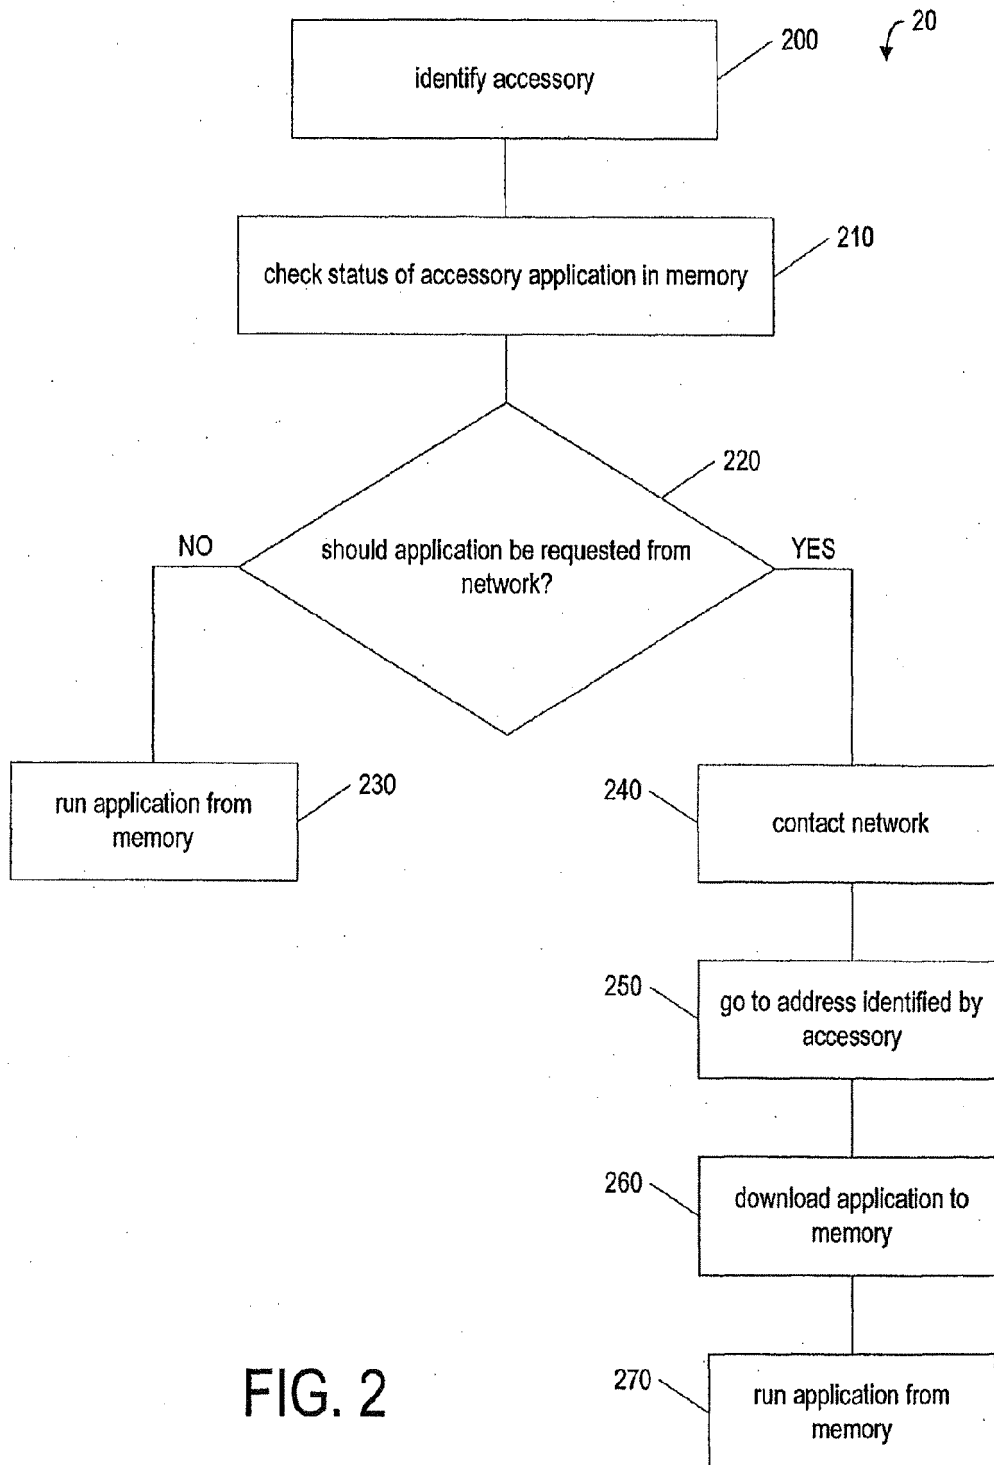 20
200
identify accessory
210
check status of accessory application in memory
220
NO
should application be requested from
network?
YES
run application from
memory
230
240
contact network
250
go to address identified by
accessory
260
download application to
memory
270
run application from
memory
FIG. 2